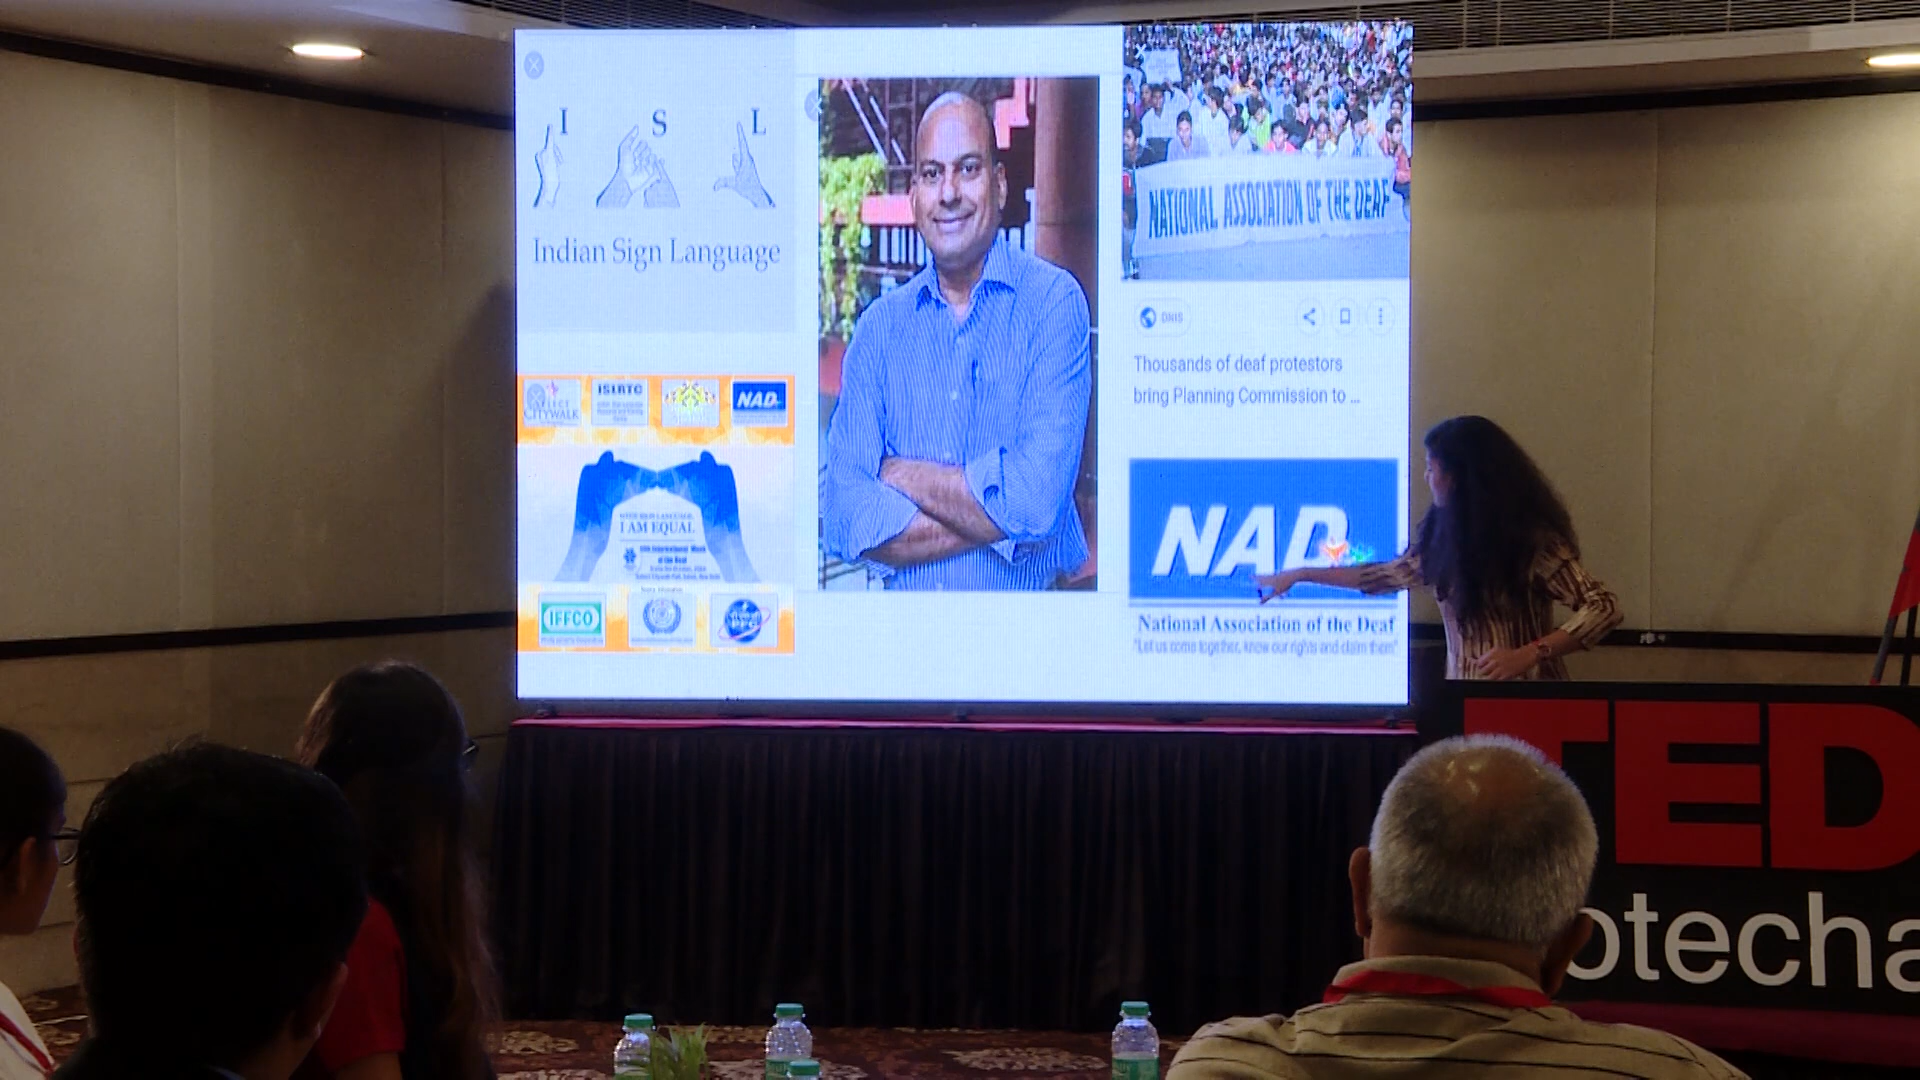 I S L
Indian Sign Language
CITYWALK
ISLRTC
NAD
I AM EQUAL
IFFCO
NATIONAL ASSOCIATION OF THE DEAF
DNIS
Thousands of deaf protestors
bring Planning Commission to ...
NAD
National Association of the Deaf
"Let us come together, know our rights and claim them"
TED
otecha